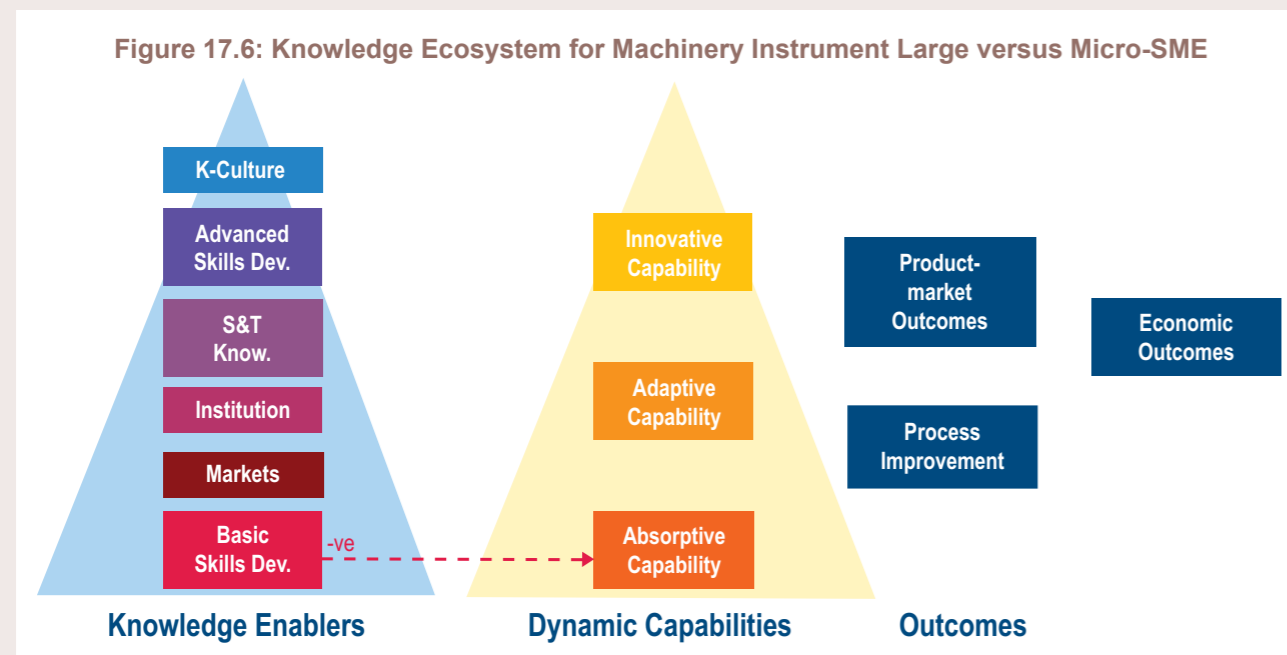 Figure 17.6: Knowledge Ecosystem for Machinery Instrument Large versus Micro-SME
K-Culture
Advanced
Skills Dev.
S&T
Know.
Institution
Markets
Basic
Skills Dev.
-ve
Knowledge Enablers
Innovative
Capability
Adaptive
Capability
Absorptive
Capability
Dynamic Capabilities
Product-
market
Outcomes
Process
Improvement
Economic
Outcomes
Outcomes